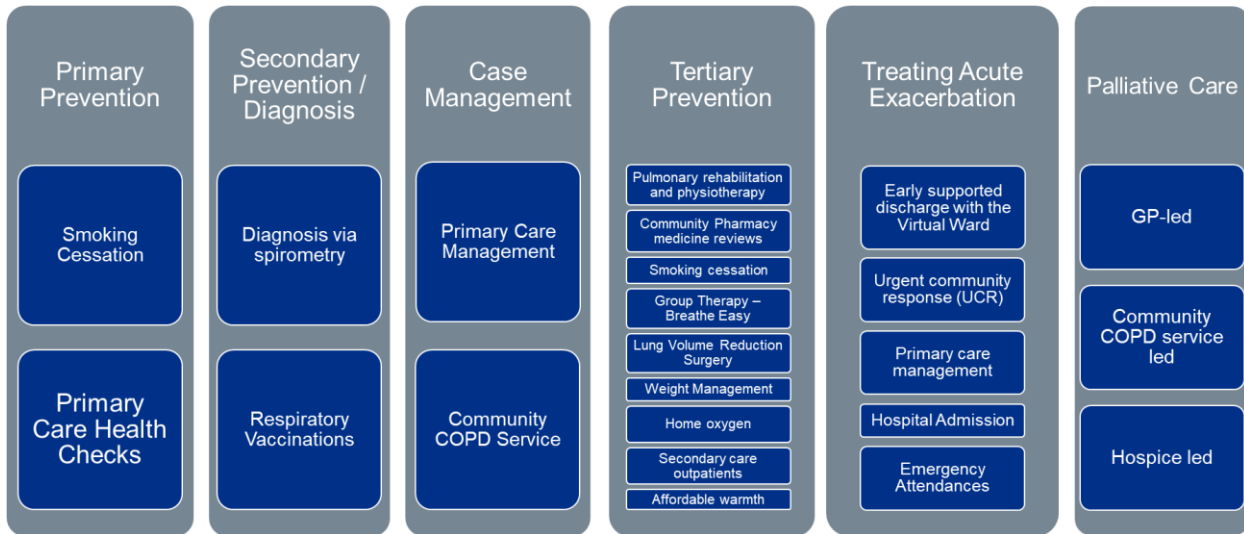 Primary
Prevention
Smoking
Cessation
Primary
Care Health
Checks
Secondary
Prevention /
Diagnosis
Diagnosis via
spirometry
Respiratory
Vaccinations
Case
Management
Primary Care
Management
Community
COPD Service
Tertiary
Prevention
Pulmonary rehabilitation
and physiotherapy
Community Pharmacy
medicine reviews
Smoking cessation
Group Therapy –
Breathe Easy
Lung Volume Reduction
Surgery
Weight Management
Home oxygen
Secondary care
outpatients
Affordable warmth
Treating Acute
Exacerbation
Early supported
discharge with the
Virtual Ward
Urgent community
response (UCR)
Primary care
management
Hospital Admission
Emergency
Attendances
Palliative Care
GP-led
Community
COPD service
led
Hospice led